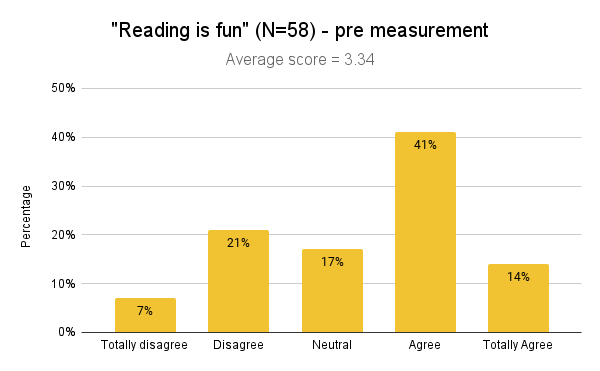 "Reading is fun" (N=58) - pre measurement
Average score = 3.34
Percentage
50%
40%
30%
20%
10%
0%
7%
21%
17%
41%
14%
Totally disagree
Disagree
Neutral
Agree
Totally Agree